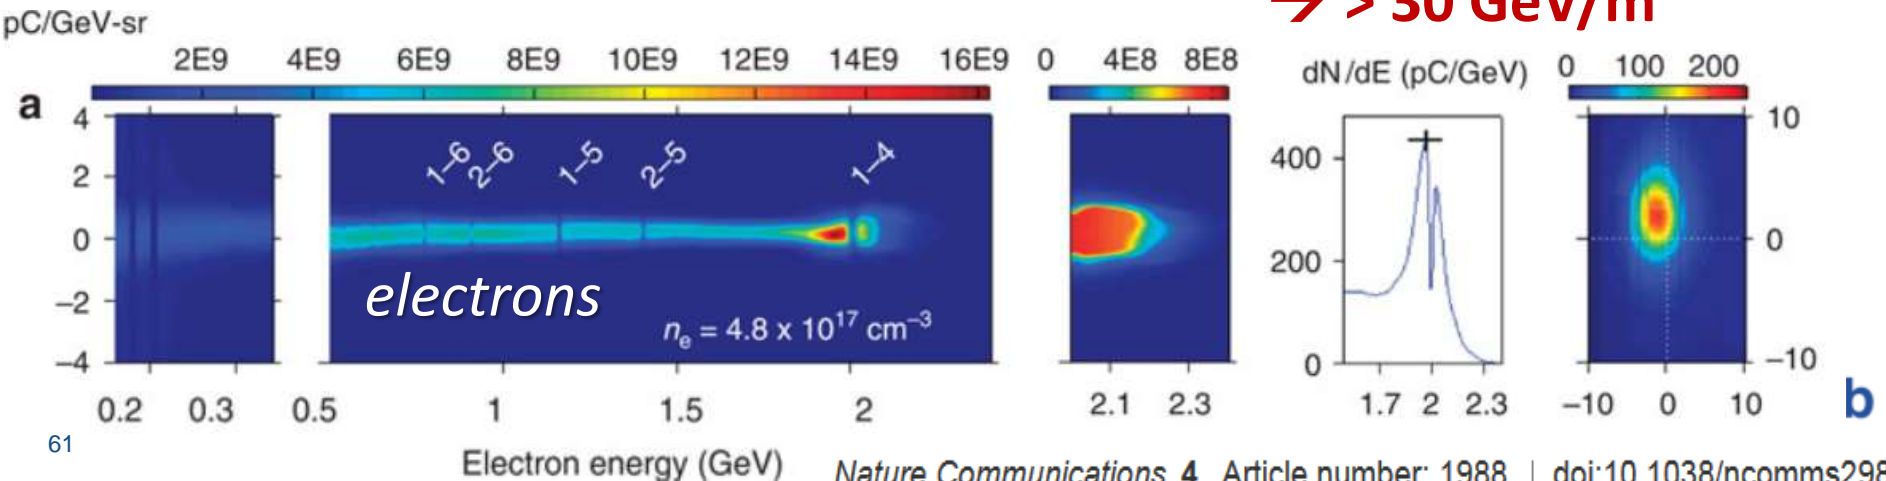 → > 30 GeV/m
pC/GeV-sr
2E9 4E9 6E9 8E9 10E9 12E9 14E9 16E9 0 4E8 8E8 dN/dE (pC/GeV) 0 100 200
a 4 2 0 −2 −4
1–6 2–6 1–5 2–5 1–4
400 200 0
10 0 −10
electrons
nₑ = 4.8 x 10¹⁷ cm⁻³
0.2 0.3 0.5 1 1.5 2 2.1 2.3 1.7 2 2.3 −10 0 10 b
61
Electron energy (GeV)
Nature Communications 4 Article number: 1988 | doi:10.1038/ncomms298